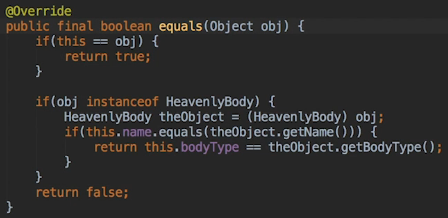 @Override
public final boolean equals(Object obj) {
    if(this == obj) {
        return true;
    }
    if(obj instanceof HeavenlyBody) {
        HeavenlyBody theObject = (HeavenlyBody) obj;
        if(this.name.equals(theObject.getName())) {
            return this.bodyType == theObject.getBodyType();
        }
    }
    return false;
}